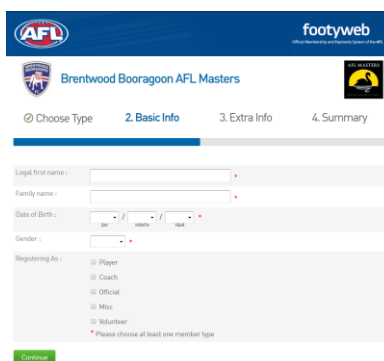 AFL
footyweb
Official Membership and Payments System of the AFL
BRENTWOOD
BOORAGOON
Brentwood Booragoon AFL Masters
AFL MASTERS
Choose Type
2. Basic Info
3. Extra Info
4. Summary
Legal first name :
*
Family name :
*
Date of Birth :
/ / *
DAY MONTH YEAR
Gender :
*
Registering As :
Player
Coach
Official
Misc
Volunteer
* Please choose at least one member type
Continue